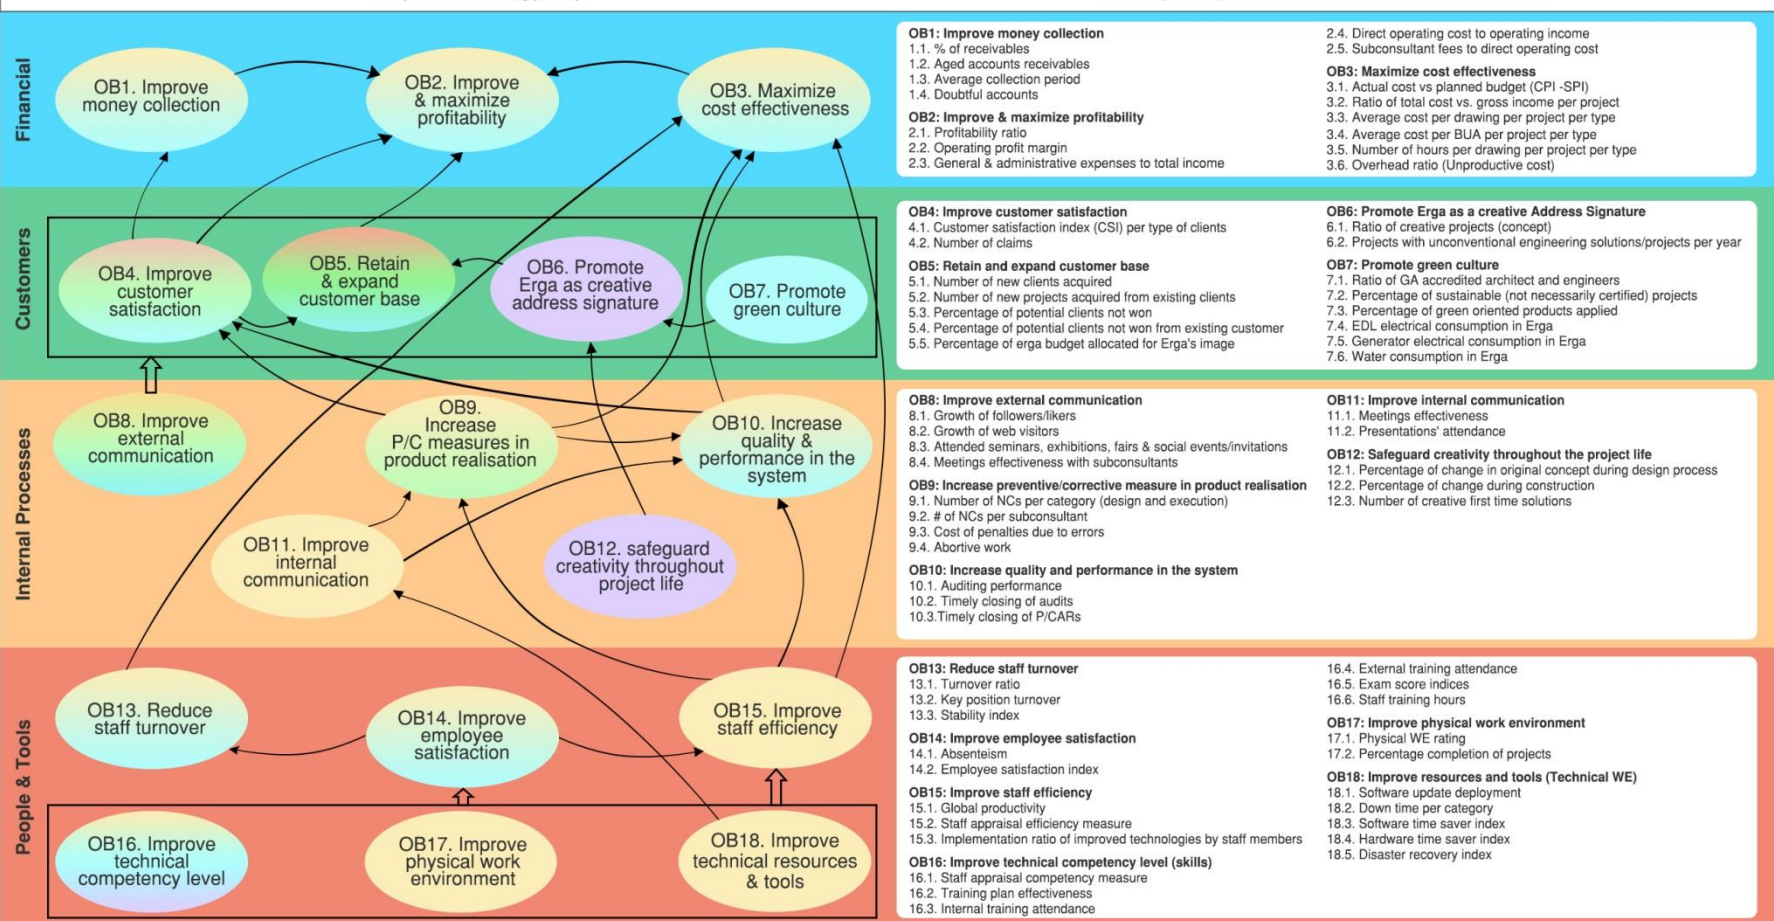 Financial
OB1. Improve
money collection
OB2. Improve
& maximize
profitability
OB3. Maximize
cost effectiveness
OB1: Improve money collection
1.1. % of receivables
1.2. Aged accounts receivables
1.3. Average collection period
1.4. Doubtful accounts
OB2: Improve & maximize profitability
2.1. Profitability ratio
2.2. Operating profit margin
2.3. General & administrative expenses to total income
2.4. Direct operating cost to operating income
2.5. Subconsultant fees to direct operating cost
OB3: Maximize cost effectiveness
3.1. Actual cost vs planned budget (CPI -SPI)
3.2. Ratio of total cost vs. gross income per project
3.3. Average cost per drawing per project per type
3.4. Average cost per BUA per project per type
3.5. Number of hours per drawing per project per type
3.6. Overhead ratio (Unproductive cost)
Customers
OB4. Improve
customer
satisfaction
OB5. Retain
& expand
customer base
OB6. Promote
Erga as creative
address signature
OB7. Promote
green culture
OB4: Improve customer satisfaction
4.1. Customer satisfaction index (CSI) per type of clients
4.2. Number of claims
OB5: Retain and expand customer base
5.1. Number of new clients acquired
5.2. Number of new projects acquired from existing clients
5.3. Percentage of potential clients not won
5.4. Percentage of potential clients not won from existing customer
5.5. Percentage of erga budget allocated for Erga's image
OB6: Promote Erga as a creative Address Signature
6.1. Ratio of creative projects (concept)
6.2. Projects with unconventional engineering solutions/projects per year
OB7: Promote green culture
7.1. Ratio of GA accredited architect and engineers
7.2. Percentage of sustainable (not necessarily certified) projects
7.3. Percentage of green oriented products applied
7.4. EDL electrical consumption in Erga
7.5. Generator electrical consumption in Erga
7.6. Water consumption in Erga
Internal Processes
OB8. Improve
external
communication
OB9.
Increase
P/C measures in
product realisation
OB10. Increase
quality &
performance in the
system
OB11. Improve
internal
communication
OB12. safeguard
creativity throughout
project life
OB8: Improve external communication
8.1. Growth of followers/likers
8.2. Growth of web visitors
8.3. Attended seminars, exhibitions, fairs & social events/invitations
8.4. Meetings effectiveness with subconsultants
OB9: Increase preventive/corrective measure in product realisation
9.1. Number of NCs per category (design and execution)
9.2. # of NCs per subconsultant
9.3. Cost of penalties due to errors
9.4. Abortive work
OB10: Increase quality and performance in the system
10.1. Auditing performance
10.2. Timely closing of audits
10.3.Timely closing of P/CARs
OB11: Improve internal communication
11.1. Meetings effectiveness
11.2. Presentations' attendance
OB12: Safeguard creativity throughout the project life
12.1. Percentage of change in original concept during design process
12.2. Percentage of change during construction
12.3. Number of creative first time solutions
People & Tools
OB13. Reduce
staff turnover
OB14. Improve
employee
satisfaction
OB15. Improve
staff efficiency
OB16. Improve
technical
competency level
OB17. Improve
physical work
environment
OB18. Improve
technical resources
& tools
OB13: Reduce staff turnover
13.1. Turnover ratio
13.2. Key position turnover
13.3. Stability index
OB14: Improve employee satisfaction
14.1. Absenteism
14.2. Employee satisfaction index
OB15: Improve staff efficiency
15.1. Global productivity
15.2. Staff appraisal efficiency measure
15.3. Implementation ratio of improved technologies by staff members
OB16: Improve technical competency level (skills)
16.1. Staff appraisal competency measure
16.2. Training plan effectiveness
16.3. Internal training attendance
16.4. External training attendance
16.5. Exam score indices
16.6. Staff training hours
OB17: Improve physical work environment
17.1. Physical WE rating
17.2. Percentage completion of projects
OB18: Improve resources and tools (Technical WE)
18.1. Software update deployment
18.2. Down time per category
18.3. Software time saver index
18.4. Hardware time saver index
18.5. Disaster recovery index